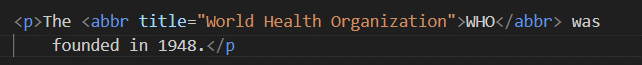 <p>The <abbr title="World Health Organization">WHO</abbr> was
founded in 1948.</p